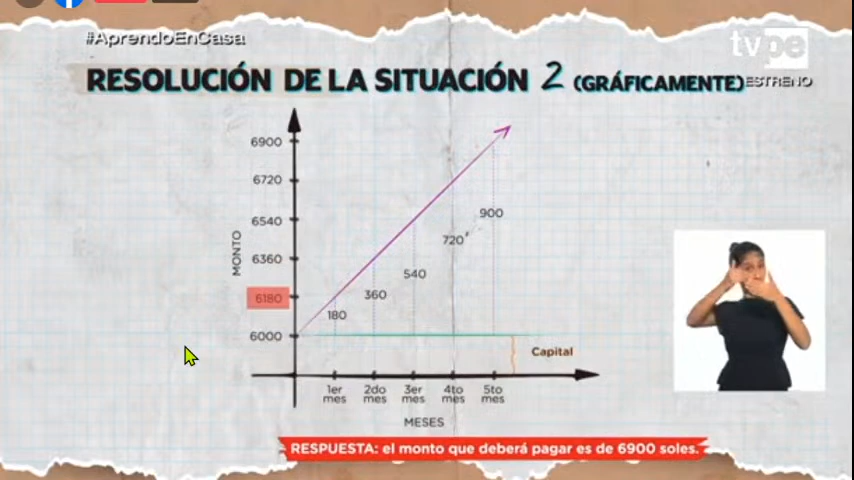 #AprendoEnCasa
tvpe
ESTRENO
RESOLUCIÓN DE LA SITUACIÓN 2 (GRÁFICAMENTE)
6900
6720
6540
6360
6180
6000
MONTO
180
360
540
720
900
Capital
1er mes
2do mes
3er mes
4to mes
5to mes
MESES
RESPUESTA: el monto que deberá pagar es de 6900 soles.